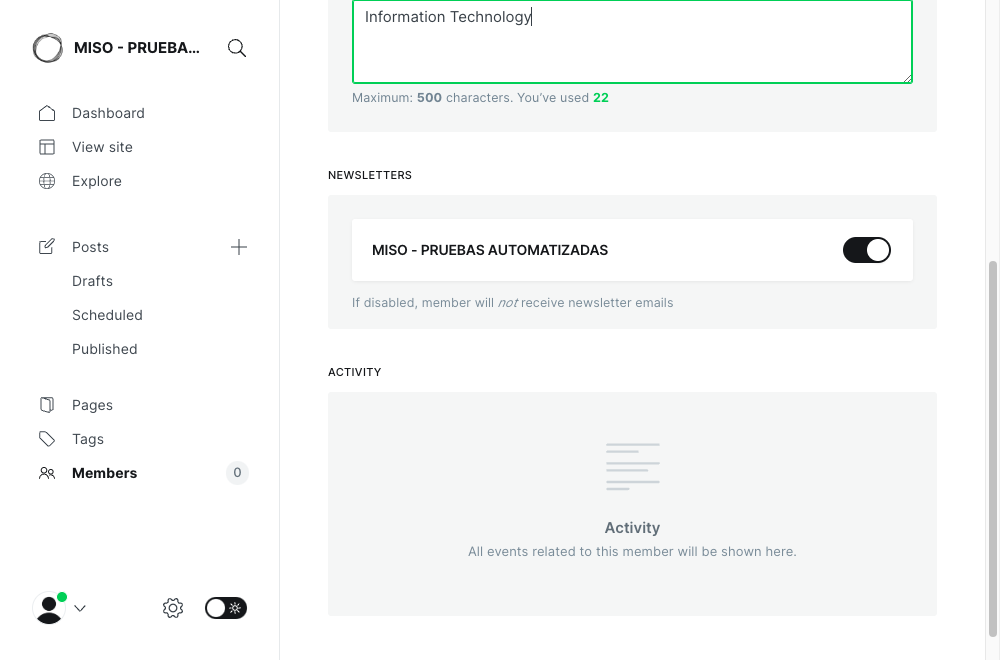 MISO - PRUEBA...
Dashboard
View site
Explore
Posts
Drafts
Scheduled
Published
Pages
Tags
Members 0
Information Technology
Maximum: 500 characters. You’ve used 22
NEWSLETTERS
MISO - PRUEBAS AUTOMATIZADAS
If disabled, member will not receive newsletter emails
ACTIVITY
Activity
All events related to this member will be shown here.